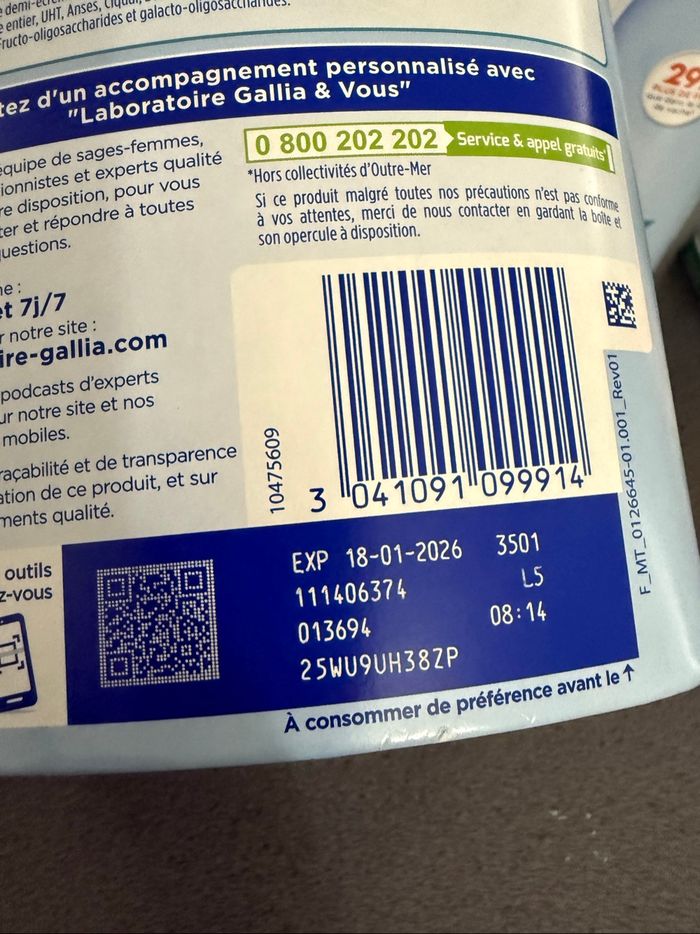 entier, UHT, Anses,
Fructo-oligosaccharides et galacto-oligosaccharides.
29
tez d'un accompagnement personnalisé avec
"Laboratoire Gallia & Vous"
équipe de sages-femmes,
ionnistes et experts qualité
re disposition, pour vous
ter et répondre à toutes
uestions.
ne :
et 7j/7
r notre site :
ire-gallia.com
podcasts d'experts
ur notre site et nos
mobiles.
raçabilité et de transparence
ation de ce produit, et sur
ments qualité.
outils
z-vous
0 800 202 202 Service & appel gratuits*
*Hors collectivités d'Outre-Mer
Si ce produit malgré toutes nos précautions n'est pas conforme
à vos attentes, merci de nous contacter en gardant la boîte et
son opercule à disposition.
10475609
3 041091 099914
F_MT_0126645-01.001_Rev01
EXP 18-01-2026 3501
111406374 L5
013694 08:14
25WU9UH38ZP
À consommer de préférence avant le ↑